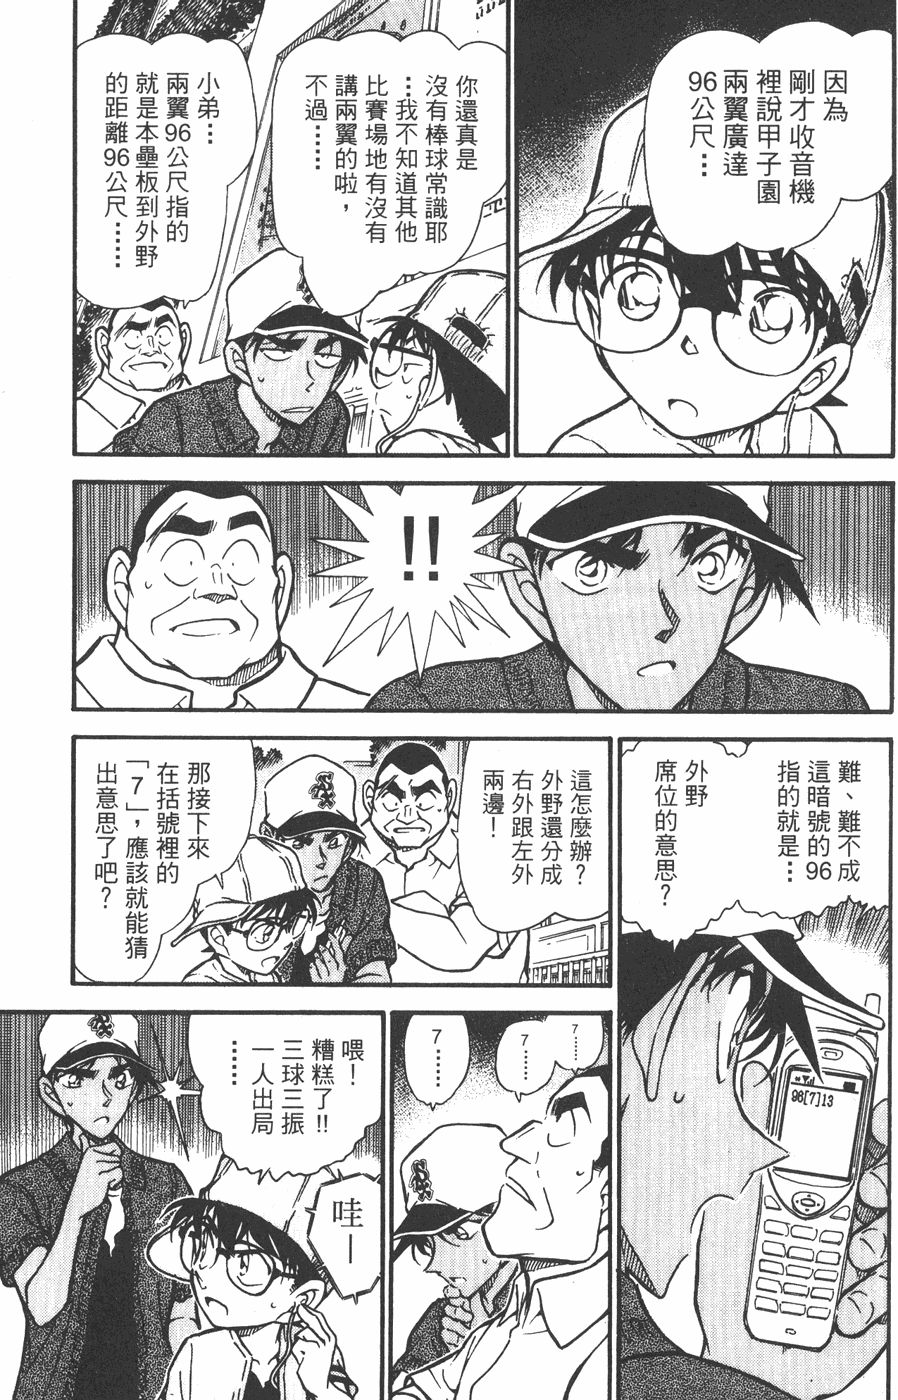 因為
剛才收音機
裡說甲子園
兩翼廣達
96公尺…
你還真是
沒有棒球常識耶
…我不知道其他
比賽場地有沒有
講兩翼的啦，
不過……
小弟…
兩翼96公尺指的
就是本壘板到外野
的距離96公尺……
!!
難、難不成
這暗號的96
指的就是…
外野
席位的意思？
96[7]13
這怎麼辦？
外野還分成
右外跟左外
兩邊！
那接下來
在括號裡的
「7」，應該就能猜
出意思了吧？
7……
7……
7……
喂！
糟糕了!!
三球三振
一人出局
……
哇—